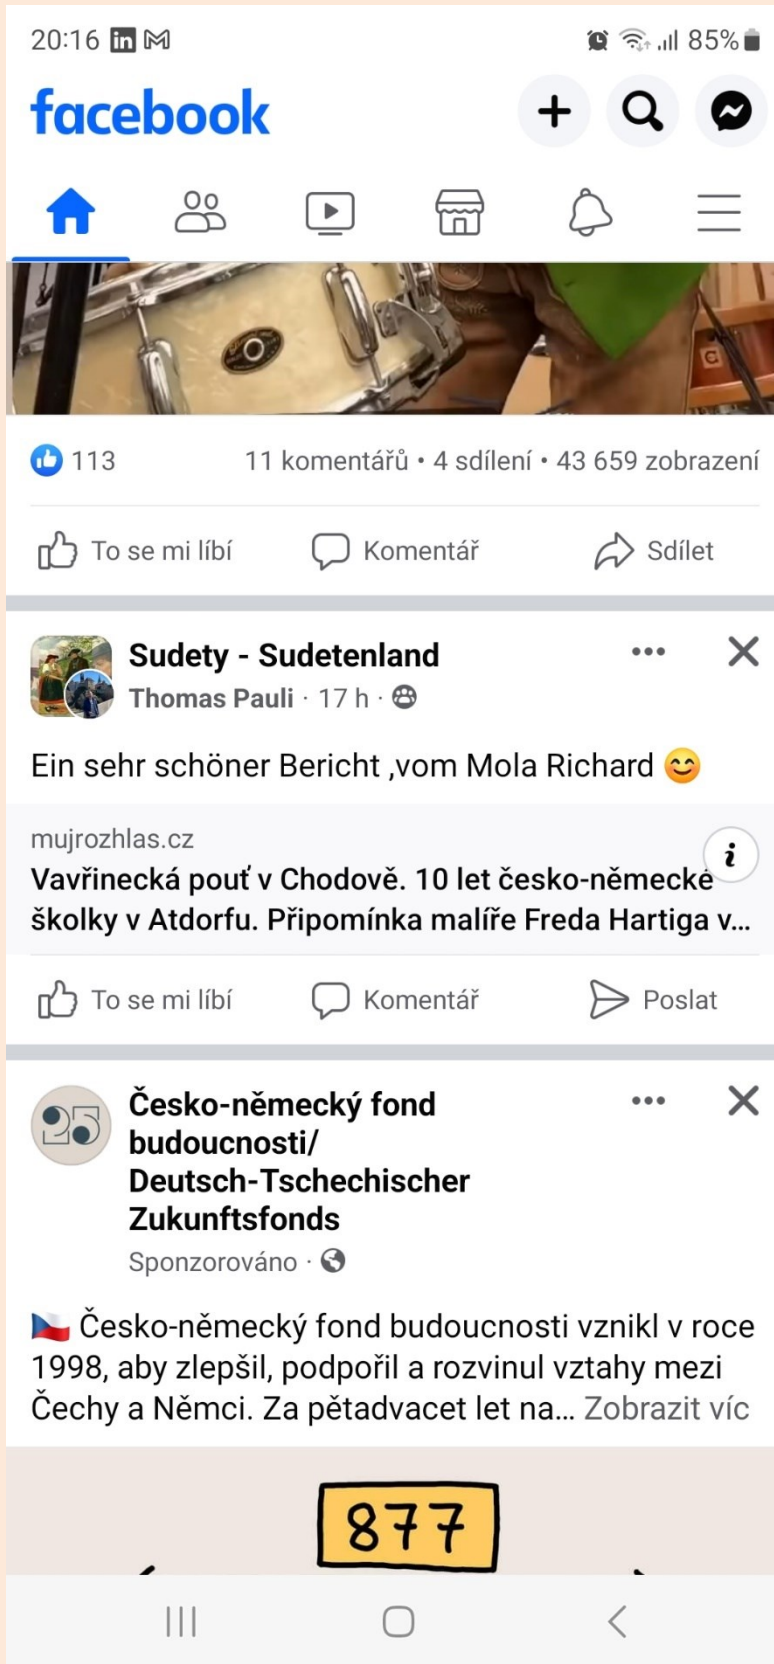 20:16 in M 85%
facebook
113 11 komentářů • 4 sdílení • 43 659 zobrazení
To se mi líbí Komentář Sdílet
Sudety - Sudetenland
Thomas Pauli · 17 h ·
Ein sehr schöner Bericht ,vom Mola Richard 😊
mujrozhlas.cz
Vavřinecká pouť v Chodově. 10 let česko-německé
školky v Atdorfu. Připomínka malíře Freda Hartiga v...
To se mi líbí Komentář Poslat
25
Česko-německý fond
budoucnosti/
Deutsch-Tschechischer
Zukunftsfonds
Sponzorováno ·
🇨🇿 Česko-německý fond budoucnosti vznikl v roce
1998, aby zlepšil, podpořil a rozvinul vztahy mezi
Čechy a Němci. Za pětadvacet let na... Zobrazit víc
877